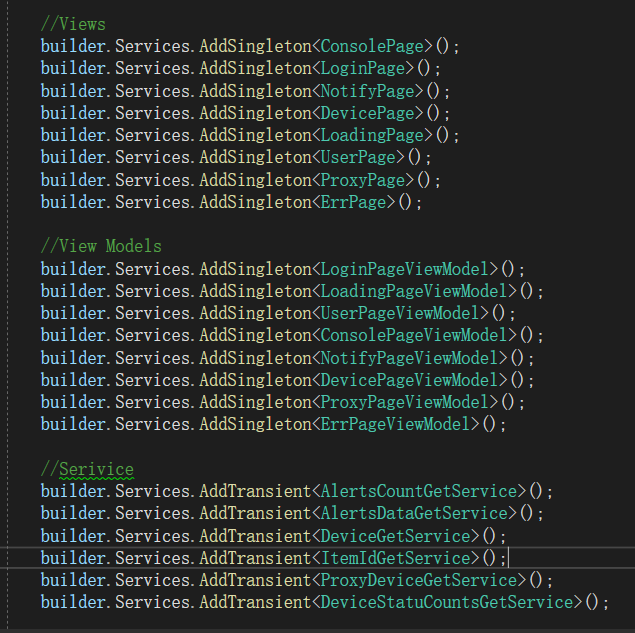 //Views
builder.Services.AddSingleton<ConsolePage>();
builder.Services.AddSingleton<LoginPage>();
builder.Services.AddSingleton<NotifyPage>();
builder.Services.AddSingleton<DevicePage>();
builder.Services.AddSingleton<LoadingPage>();
builder.Services.AddSingleton<UserPage>();
builder.Services.AddSingleton<ProxyPage>();
builder.Services.AddSingleton<ErrPage>();
//View Models
builder.Services.AddSingleton<LoginPageViewModel>();
builder.Services.AddSingleton<LoadingPageViewModel>();
builder.Services.AddSingleton<UserPageViewModel>();
builder.Services.AddSingleton<ConsolePageViewModel>();
builder.Services.AddSingleton<NotifyPageViewModel>();
builder.Services.AddSingleton<DevicePageViewModel>();
builder.Services.AddSingleton<ProxyPageViewModel>();
builder.Services.AddSingleton<ErrPageViewModel>();
//Serivice
builder.Services.AddTransient<AlertsCountGetService>();
builder.Services.AddTransient<AlertsDataGetService>();
builder.Services.AddTransient<DeviceGetService>();
builder.Services.AddTransient<ItemIdGetService>();
builder.Services.AddTransient<ProxyDeviceGetService>();
builder.Services.AddTransient<DeviceStatuCountsGetService>();